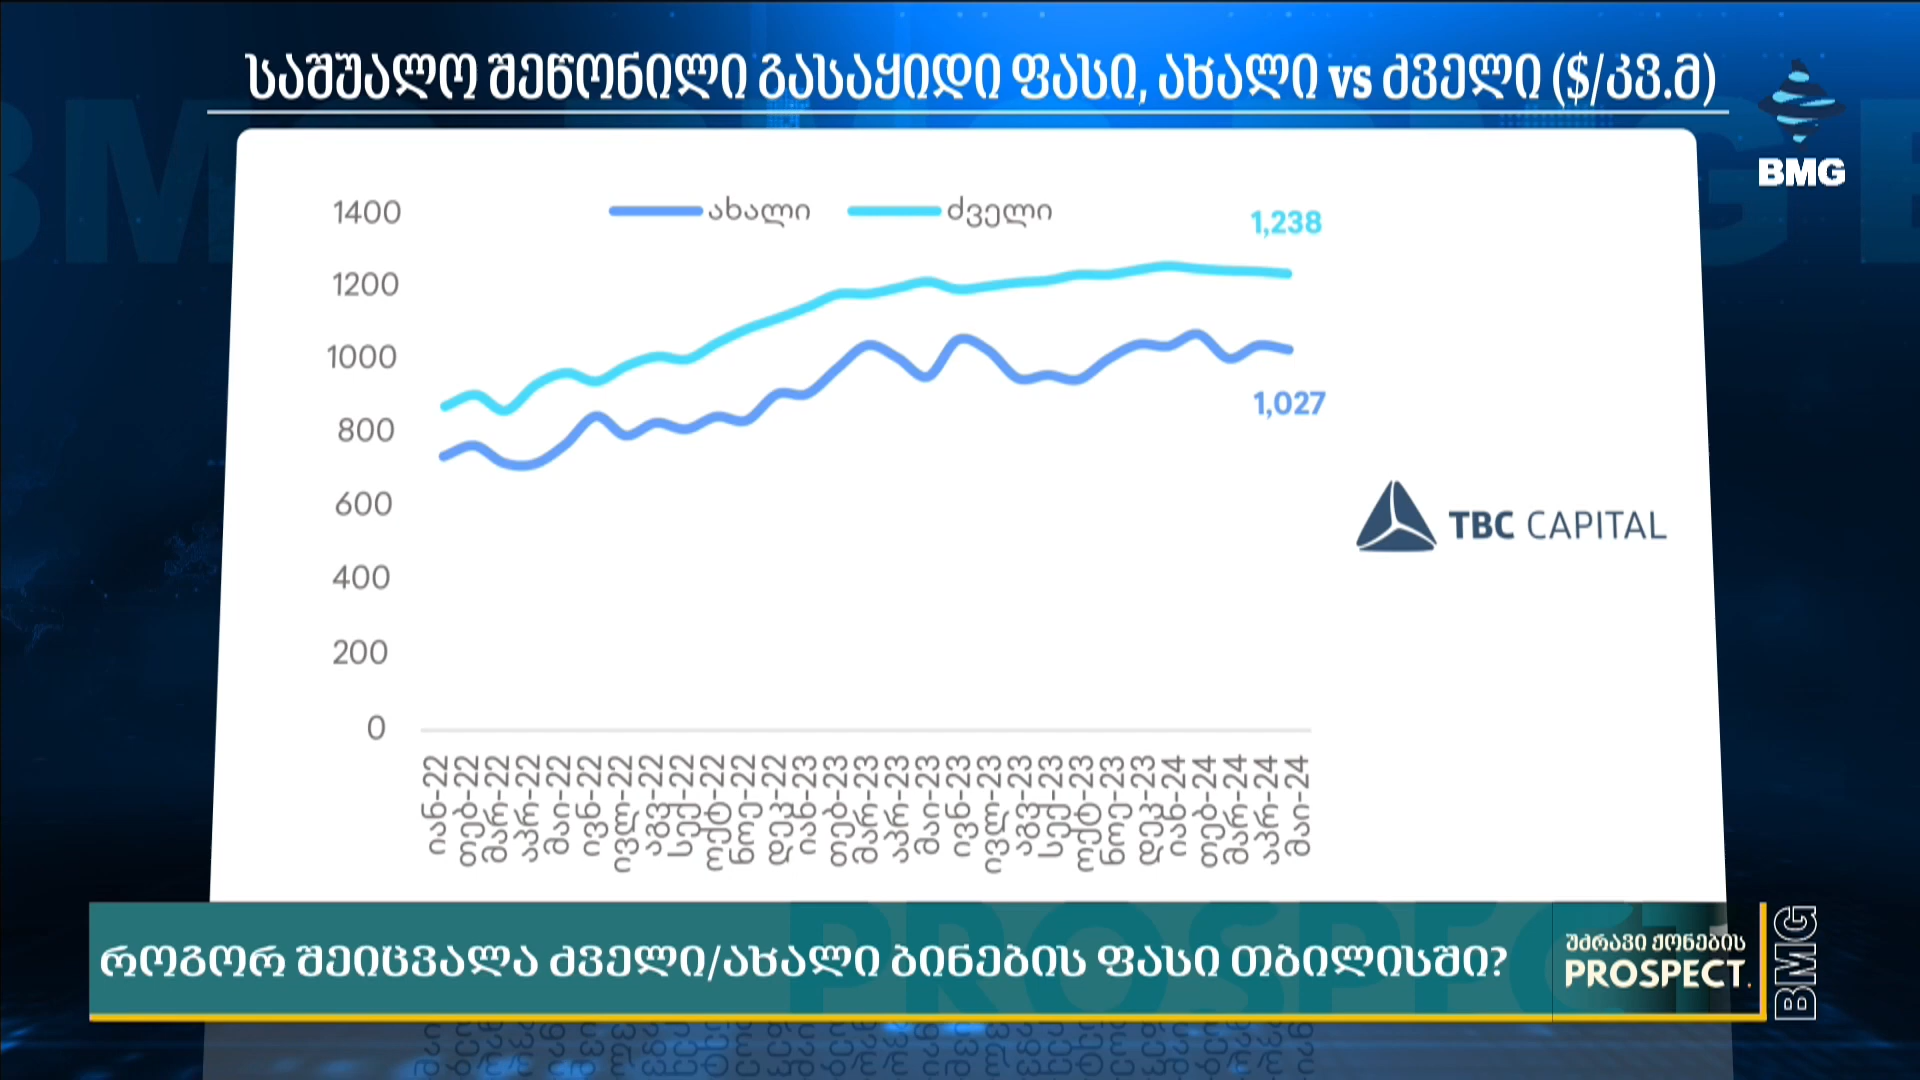 საშუალო შეწონილი გასაყიდი ფასი, ახალი vs ძველი ($/კვ.მ)
BMG
ახალი ძველი
1400
1200
1000
800
600
400
200
0
1,238
1,027
TBC CAPITAL
იან-22 თებ-22 მარ-22 აპრ-22 მაი-22 ივნ-22 ივლ-22 აგვ-22 სექ-22 ოქტ-22 ნოე-22 დეკ-22 იან-23 თებ-23 მარ-23 აპრ-23 მაი-23 ივნ-23 ივლ-23 აგვ-23 სექ-23 ოქტ-23 ნოე-23 დეკ-23 იან-24 თებ-24 მარ-24 აპრ-24 მაი-24
როგორ შეიცვალა ძველი/ახალი ბინების ფასი თბილისში?
უძრავი ქონების
PROSPECT.
BMG